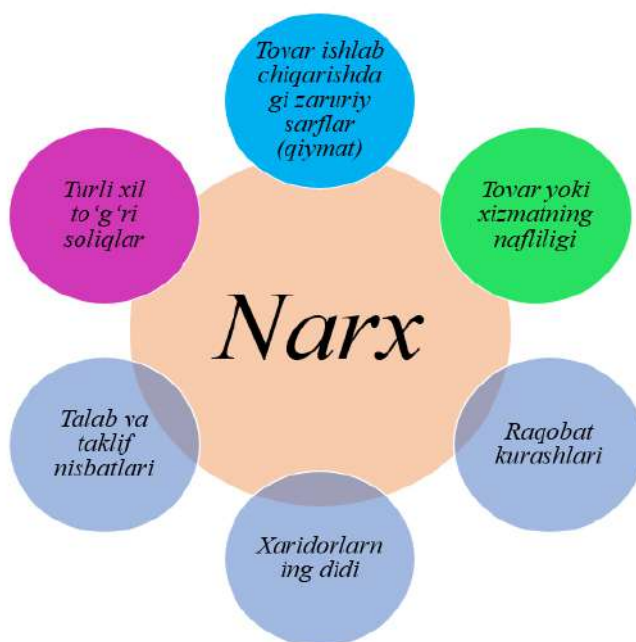 Tovar ishlab
chiqarishda
gi zaruriy
sarflar
(qiymat)
Tovar yoki
xizmatning
nafliligi
Raqobat
kurashlari
Xaridorlarn
ing didi
Talab va
taklif
nisbatlari
Turli xil
to‘g‘ri
soliqlar
Narx